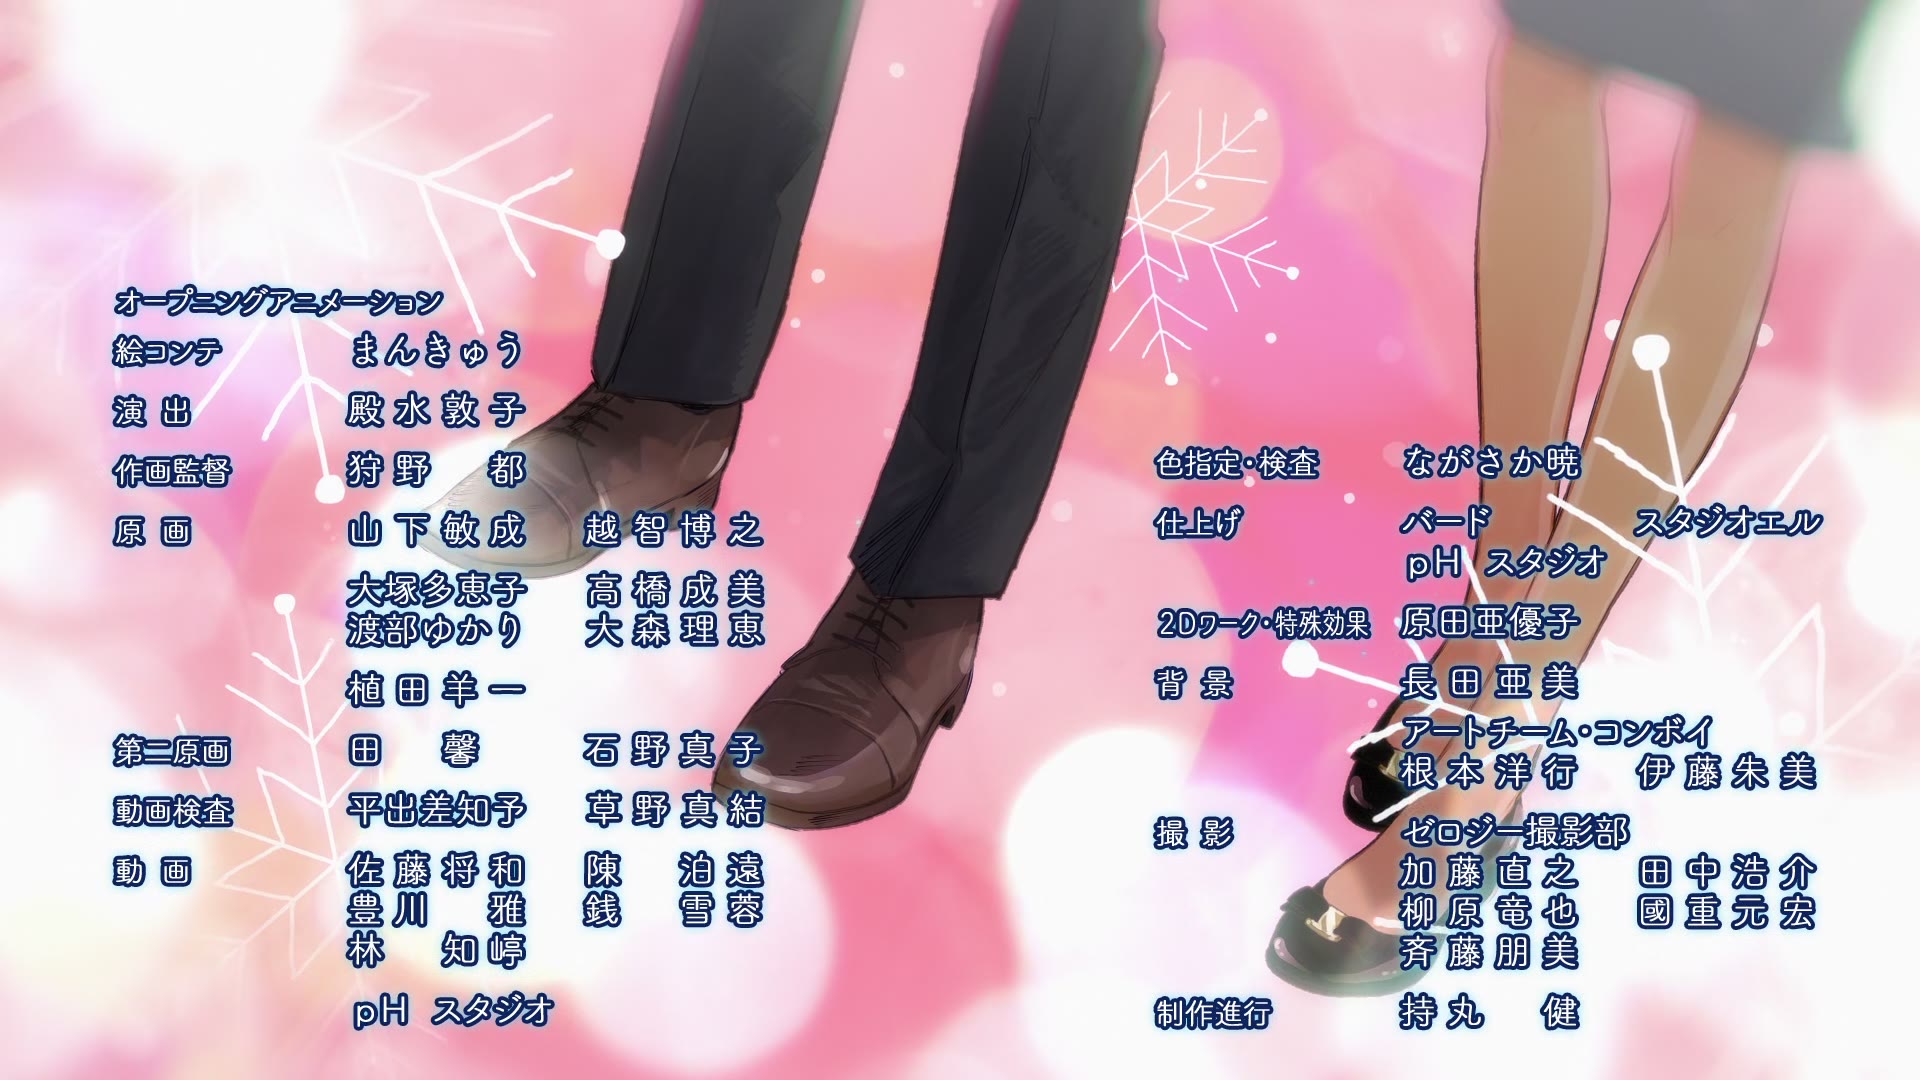 オープニングアニメーション
絵コンテ まんきゅう
演出 殿水敦子
作画監督 狩野 都
原画 山下敏成 越智博之
大塚多恵子 高橋成美
渡部ゆかり 大森理恵
植田羊一
第二原画 田 馨 石野真子
動画検査 平出差知予 草野真結
動画 佐藤将和 陳 泊遠
豊川 雅 銭 雪蓉
林 知崞
pH スタジオ
色指定・検査 ながさか暁
仕上げ バード スタジオエル
pH スタジオ
2Dワーク・特殊効果 原田亜優子
背景 長田亜美
アートチーム・コンボイ
根本洋行 伊藤朱美
撮影 ゼロジー撮影部
加藤直之 田中浩介
柳原竜也 國重元宏
斉藤朋美
制作進行 持丸 健